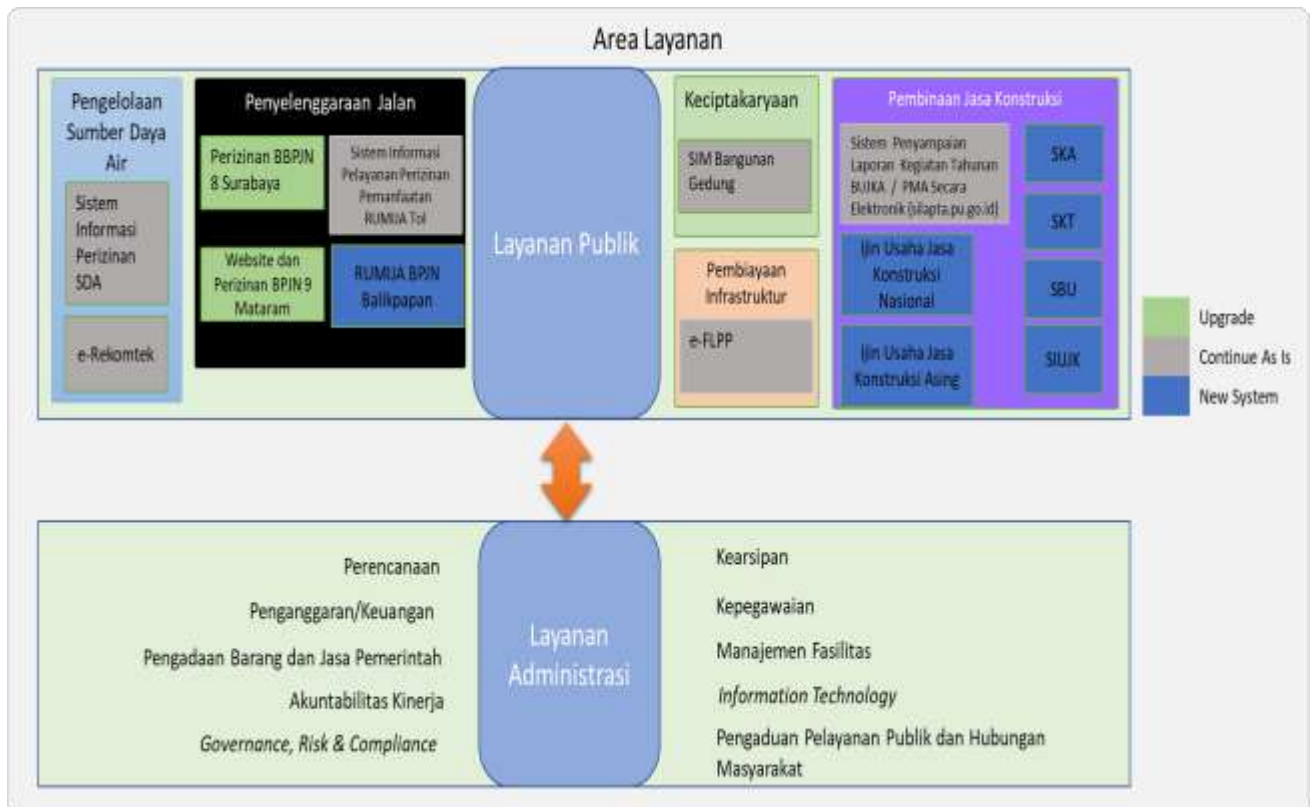 Area Layanan
Pengelolaan
Sumber Daya
Air
Sistem
Informasi
Perizinan
SDA
e-Rekomtek
Penyelenggaraan Jalan
Perizinan BBPJN
8 Surabaya
Sistem Informasi
Pelayanan Perizinan
Pemanfaatan
RUMIJA Tol
Website dan
Perizinan BPJN 9
Mataram
RUMIJA BPJN
Balikpapan
Layanan Publik
Keciptakaryaan
SIM Bangunan
Gedung
Pembiayaan
Infrastruktur
e-FLPP
Pembinaan Jasa Konstruksi
Sistem Penyampaian
Laporan Kegiatan Tahunan
BUJKA / PMA Secara
Elektronik (silapta.pu.go.id)
Ijin Usaha Jasa
Konstruksi
Nasional
Ijin Usaha Jasa
Konstruksi Asing
SKA
SKT
SBU
SIUJK
Upgrade
Continue As Is
New System
Perencanaan
Penganggaran/Keuangan
Pengadaan Barang dan Jasa Pemerintah
Akuntabilitas Kinerja
Governance, Risk & Compliance
Layanan
Administrasi
Kearsipan
Kepegawaian
Manajemen Fasilitas
Information Technology
Pengaduan Pelayanan Publik dan Hubungan
Masyarakat